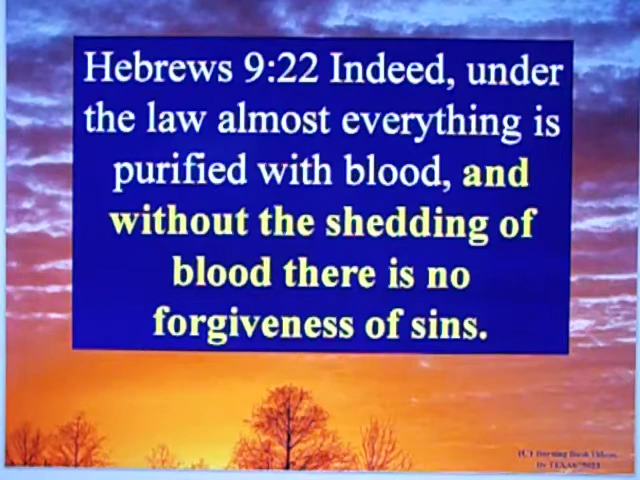 Hebrews 9:22 Indeed, under
the law almost everything is
purified with blood, and
without the shedding of
blood there is no
forgiveness of sins.